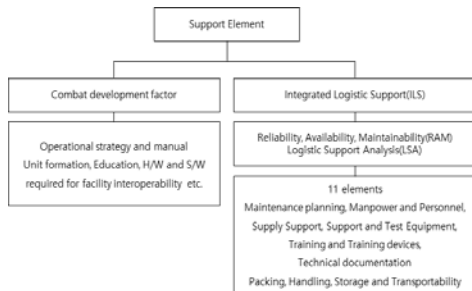 Support Element
Combat development factor
Operational strategy and manual
Unit formation, Education, H/W and S/W
required for facility interoperability etc.
Integrated Logistic Support(ILS)
Reliability, Availability, Maintainability(RAM)
Logistic Support Analysis(LSA)
11 elements
Maintenance planning, Manpower and Personnel,
Supply Support, Support and Test Equipment,
Training and Training devices,
Technical documentation
Packing, Handling, Storage and Transportability